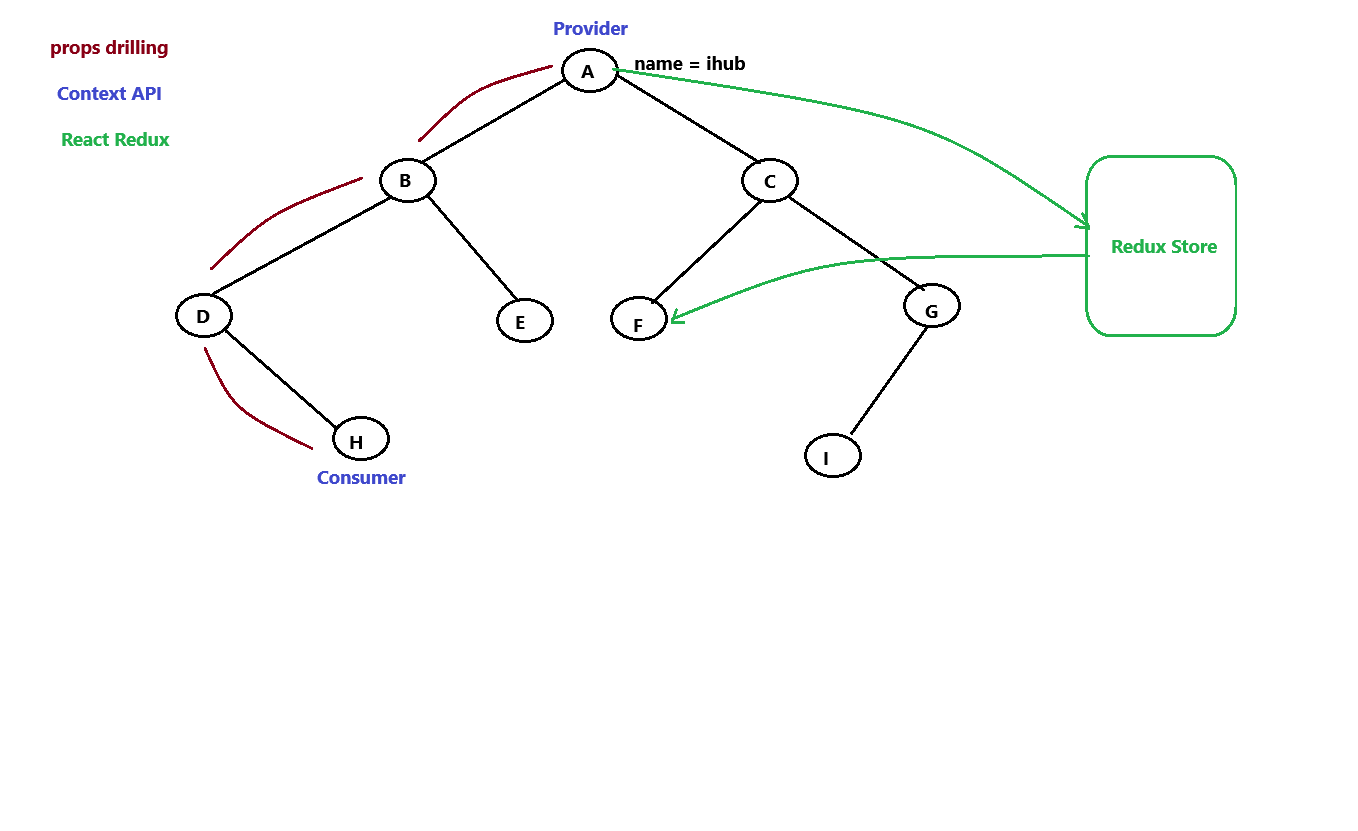 Provider
props drilling
A
name = ihub
Context API
React Redux
B
C
Redux Store
D
E
F
G
H
I
Consumer